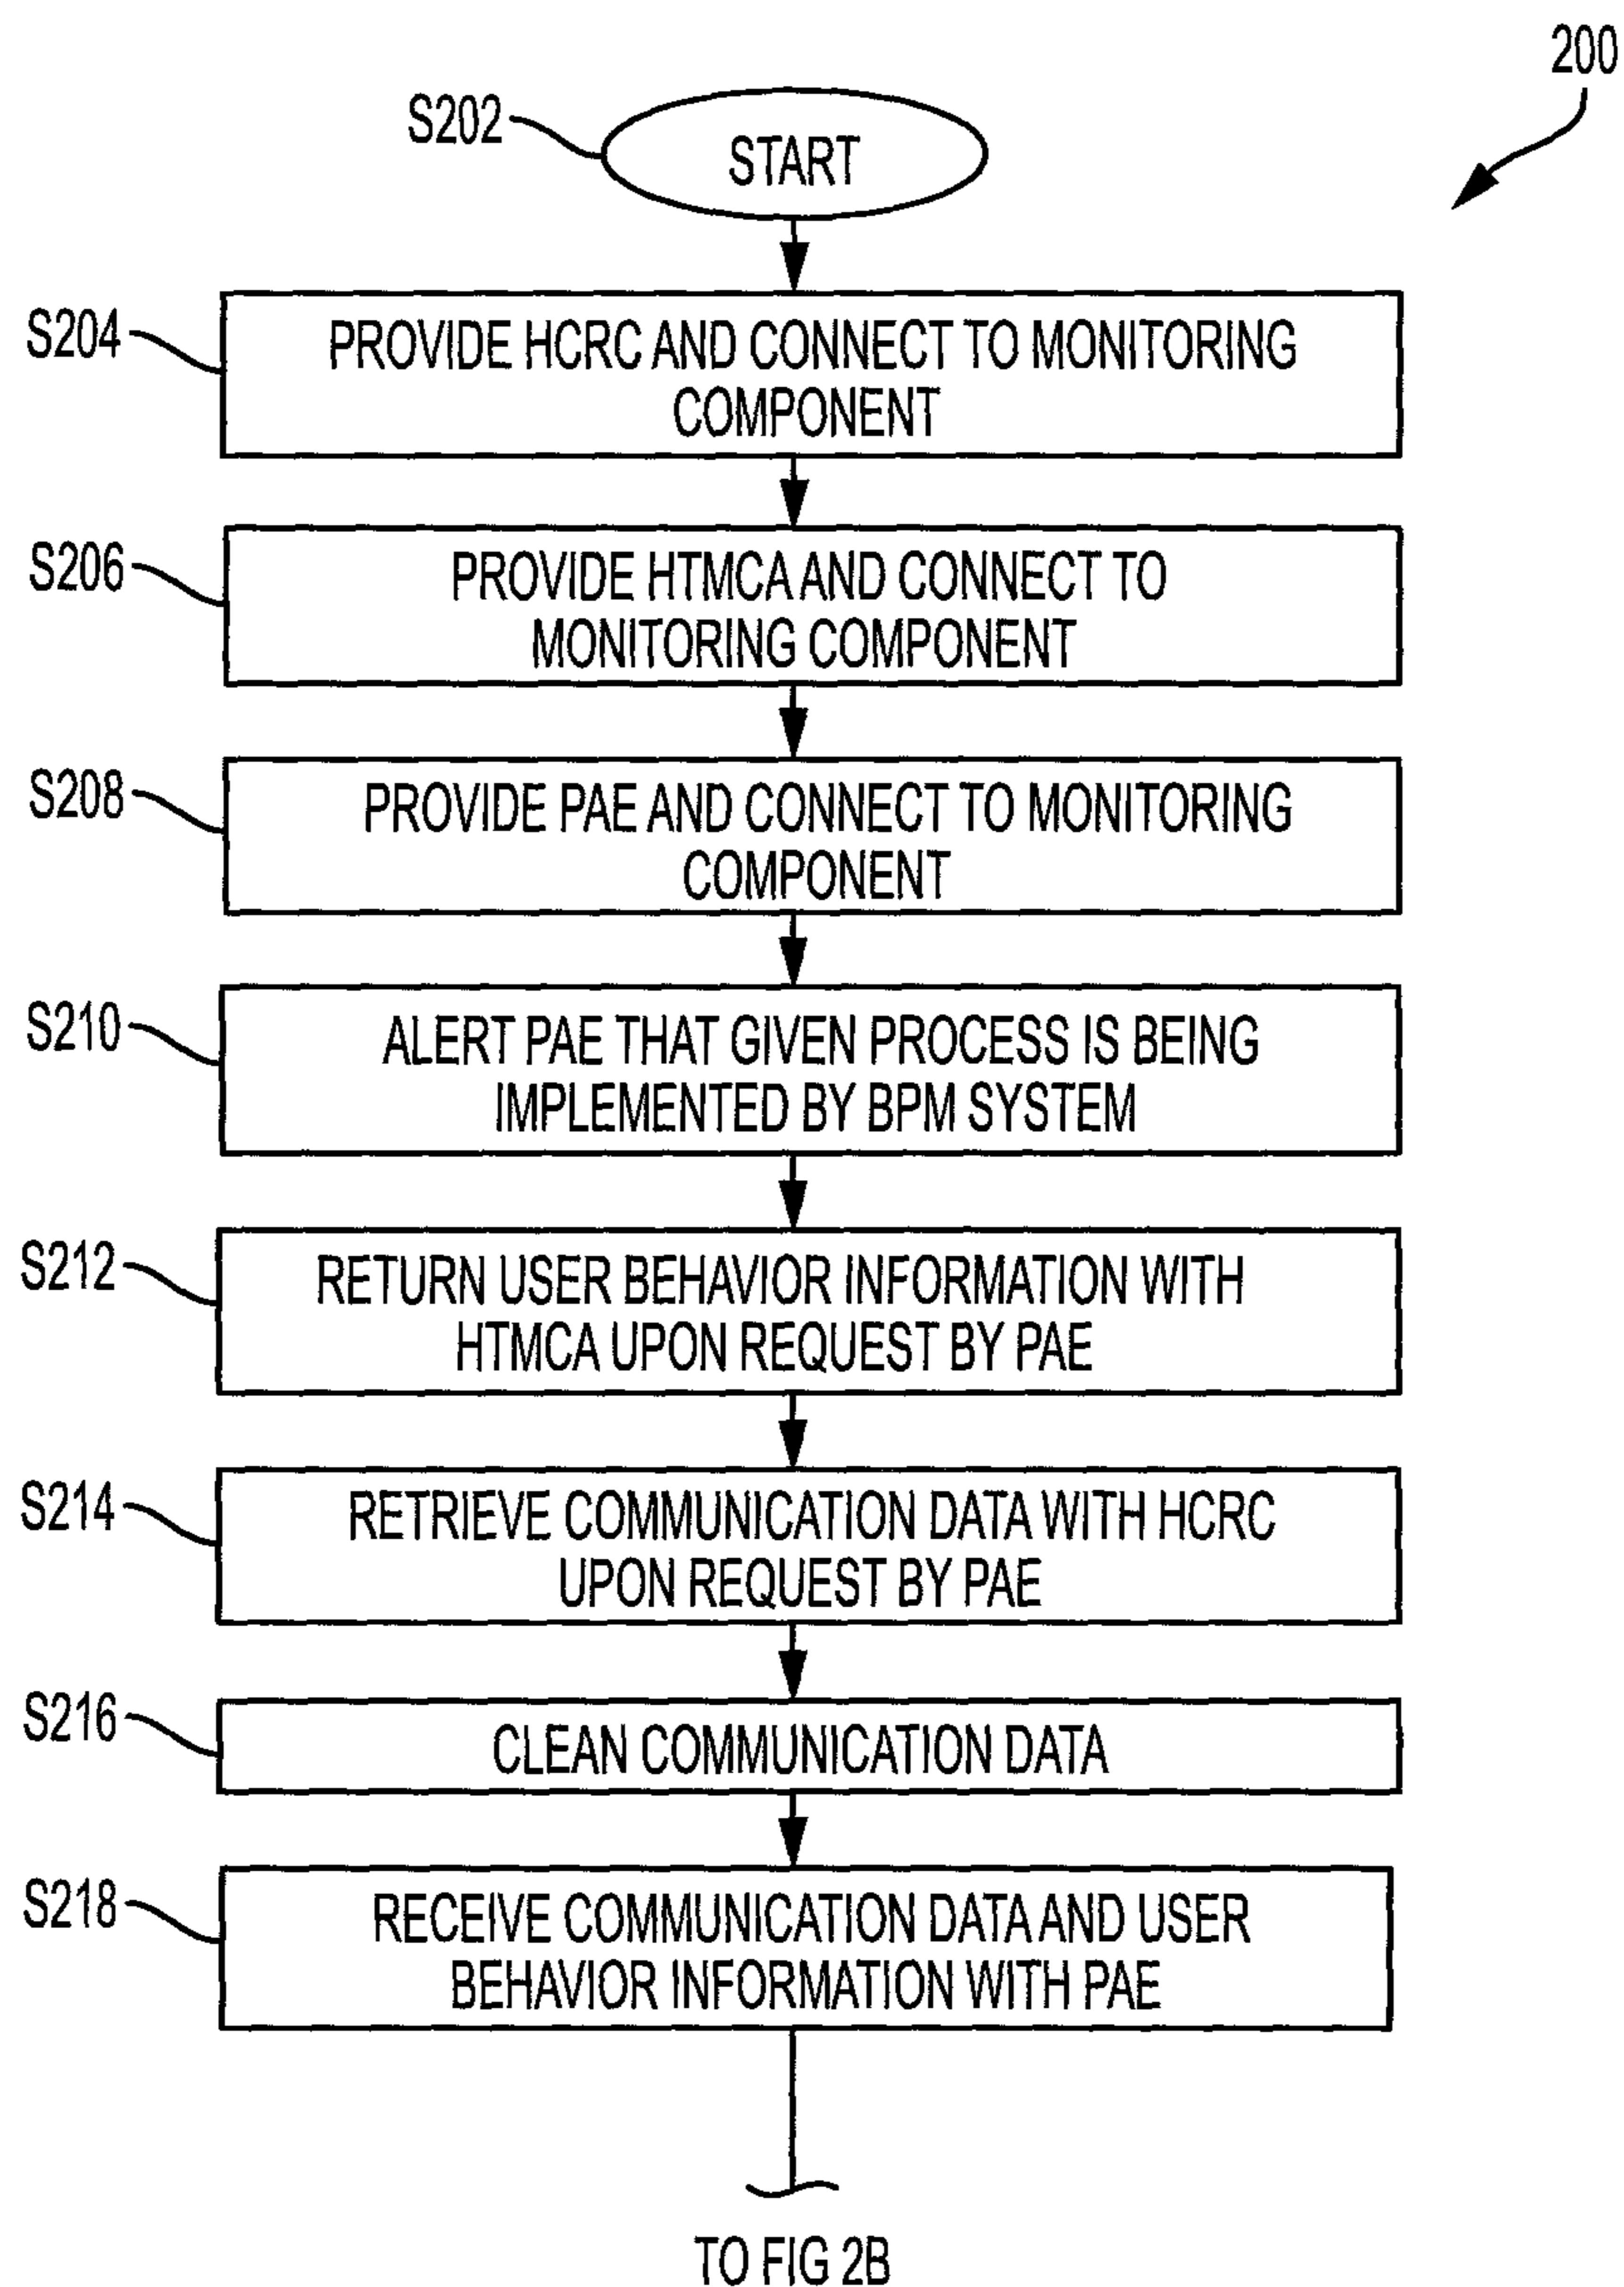 200
S202
START
S204
PROVIDE HCRC AND CONNECT TO MONITORING
COMPONENT
S206
PROVIDE HTMCA AND CONNECT TO
MONITORING COMPONENT
S208
PROVIDE PAE AND CONNECT TO MONITORING
COMPONENT
S210
ALERT PAE THAT GIVEN PROCESS IS BEING
IMPLEMENTED BY BPM SYSTEM
S212
RETURN USER BEHAVIOR INFORMATION WITH
HTMCA UPON REQUEST BY PAE
S214
RETRIEVE COMMUNICATION DATA WITH HCRC
UPON REQUEST BY PAE
S216
CLEAN COMMUNICATION DATA
S218
RECEIVE COMMUNICATION DATA AND USER
BEHAVIOR INFORMATION WITH PAE
TO FIG 2B